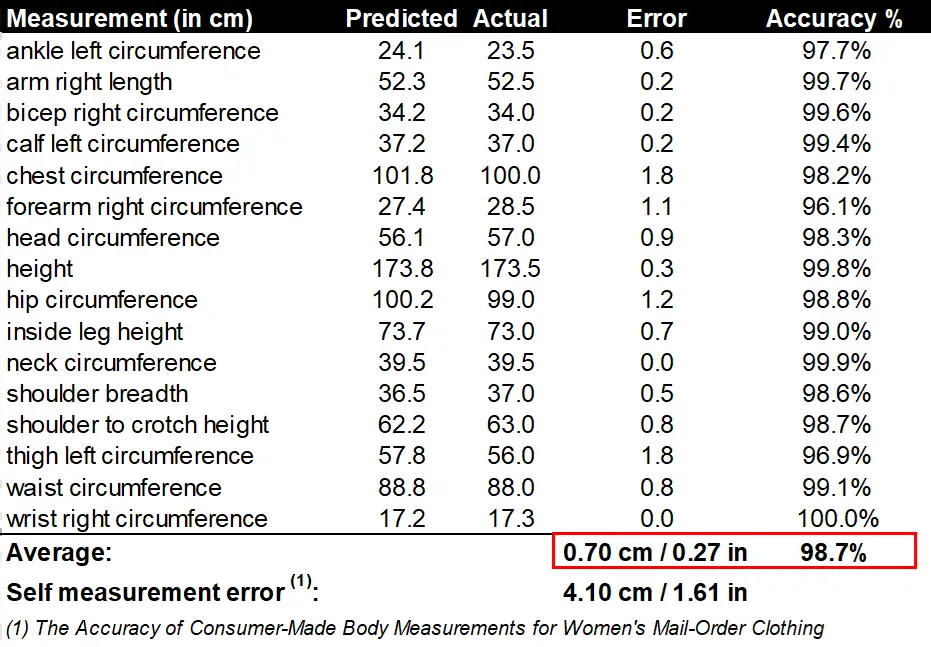 Measurement (in cm) Predicted Actual Error Accuracy %
ankle left circumference 24.1 23.5 0.6 97.7%
arm right length 52.3 52.5 0.2 99.7%
bicep right circumference 34.2 34.0 0.2 99.6%
calf left circumference 37.2 37.0 0.2 99.4%
chest circumference 101.8 100.0 1.8 98.2%
forearm right circumference 27.4 28.5 1.1 96.1%
head circumference 56.1 57.0 0.9 98.3%
height 173.8 173.5 0.3 99.8%
hip circumference 100.2 99.0 1.2 98.8%
inside leg height 73.7 73.0 0.7 99.0%
neck circumference 39.5 39.5 0.0 99.9%
shoulder breadth 36.5 37.0 0.5 98.6%
shoulder to crotch height 62.2 63.0 0.8 98.7%
thigh left circumference 57.8 56.0 1.8 96.9%
waist circumference 88.8 88.0 0.8 99.1%
wrist right circumference 17.2 17.3 0.0 100.0%
Average: 0.70 cm / 0.27 in 98.7%
Self measurement error (1): 4.10 cm / 1.61 in
(1) The Accuracy of Consumer-Made Body Measurements for Women's Mail-Order Clothing